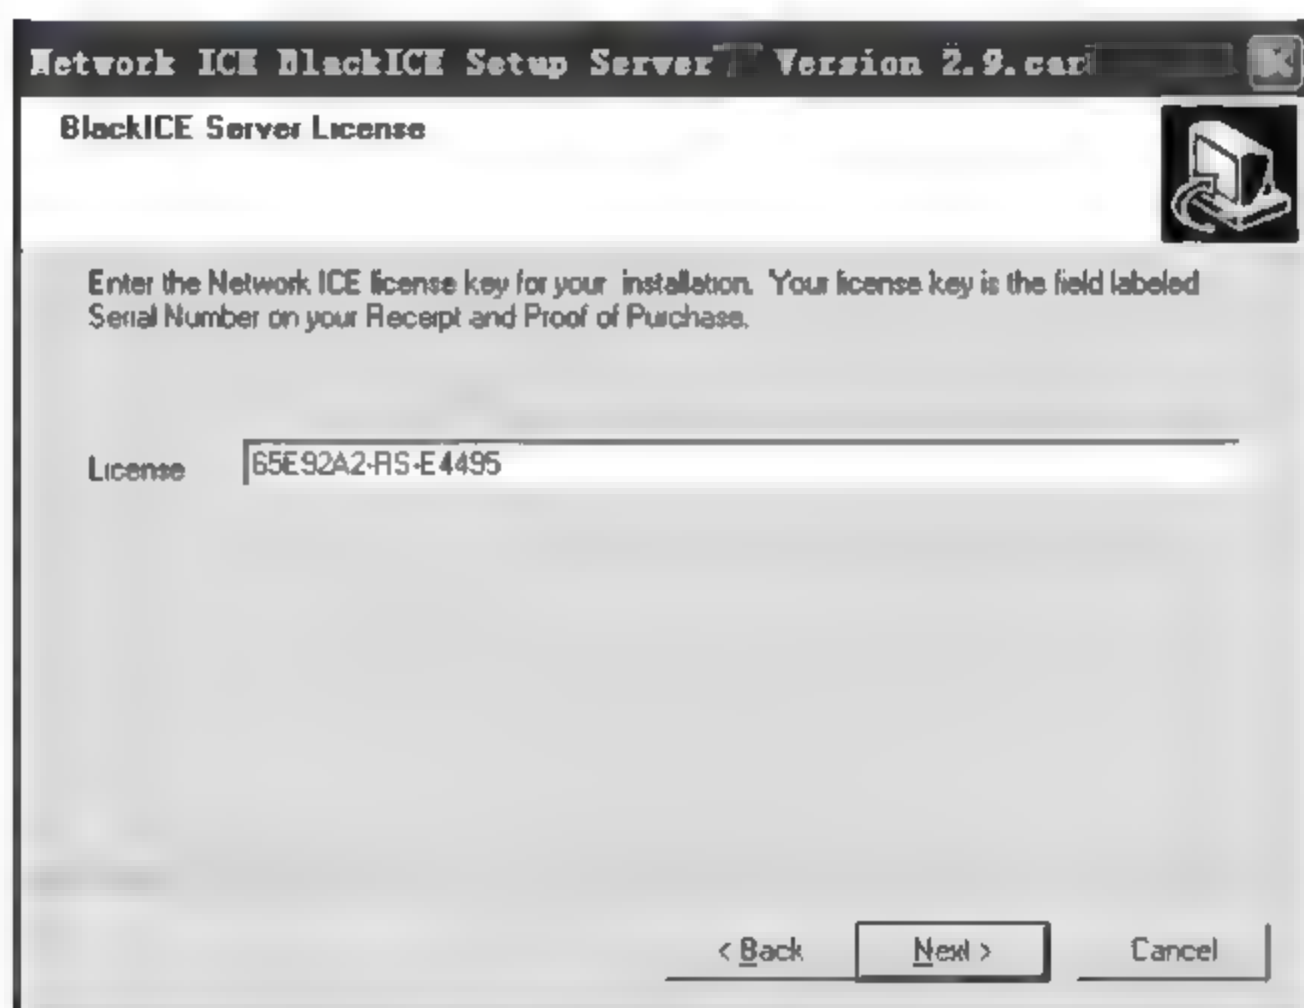 Network ICE BlackICE Setup Server Version 2.9.car
BlackICE Server License
Enter the Network ICE license key for your installation. Your license key is the field labeled
Serial Number on your Receipt and Proof of Purchase.
License
65E92A2-RS-E4495
< Back
Next >
Cancel